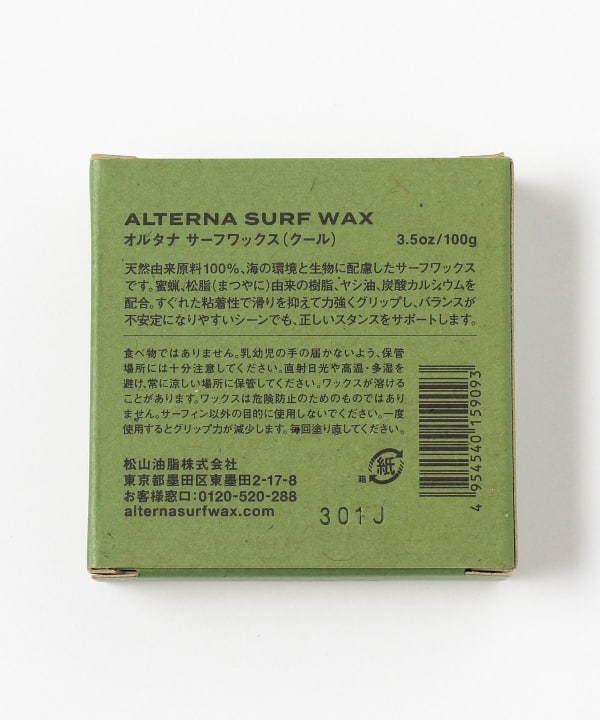 ALTERNA SURF WAX
オルタナ サーフワックス(クール) 3.5oz/100g
天然由来原料100%、海の環境と生物に配慮したサーフワックス
です。蜜蝋、松脂(まつやに)由来の樹脂、ヤシ油、炭酸カルシウムを
配合。すぐれた粘着性で滑りを抑えて力強くグリップし、バランスが
不安定になりやすいシーンでも、正しいスタンスをサポートします。
食べ物ではありません。乳幼児の手の届かないよう、保管
場所には十分注意してください。直射日光や高温・多湿を
避け、常に涼しい場所に保管してください。ワックスが溶ける
ことがあります。ワックスは危険防止のためのものではあり
ません。サーフィン以外の目的に使用しないでください。一度
使用するとグリップ力が減少します。毎回塗り直してください。
松山油脂株式会社
東京都墨田区東墨田2-17-8
お客様窓口:0120-520-288
alternasurfwax.com
箱
紙
301J
4 954540 159093